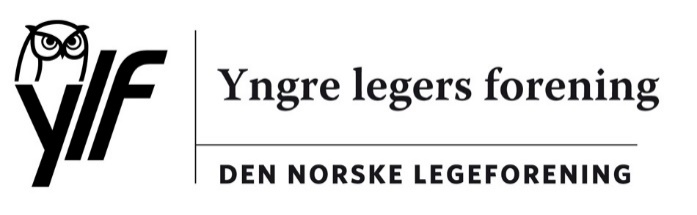 ylf
Yngre legers forening
DEN NORSKE LEGEFORENING